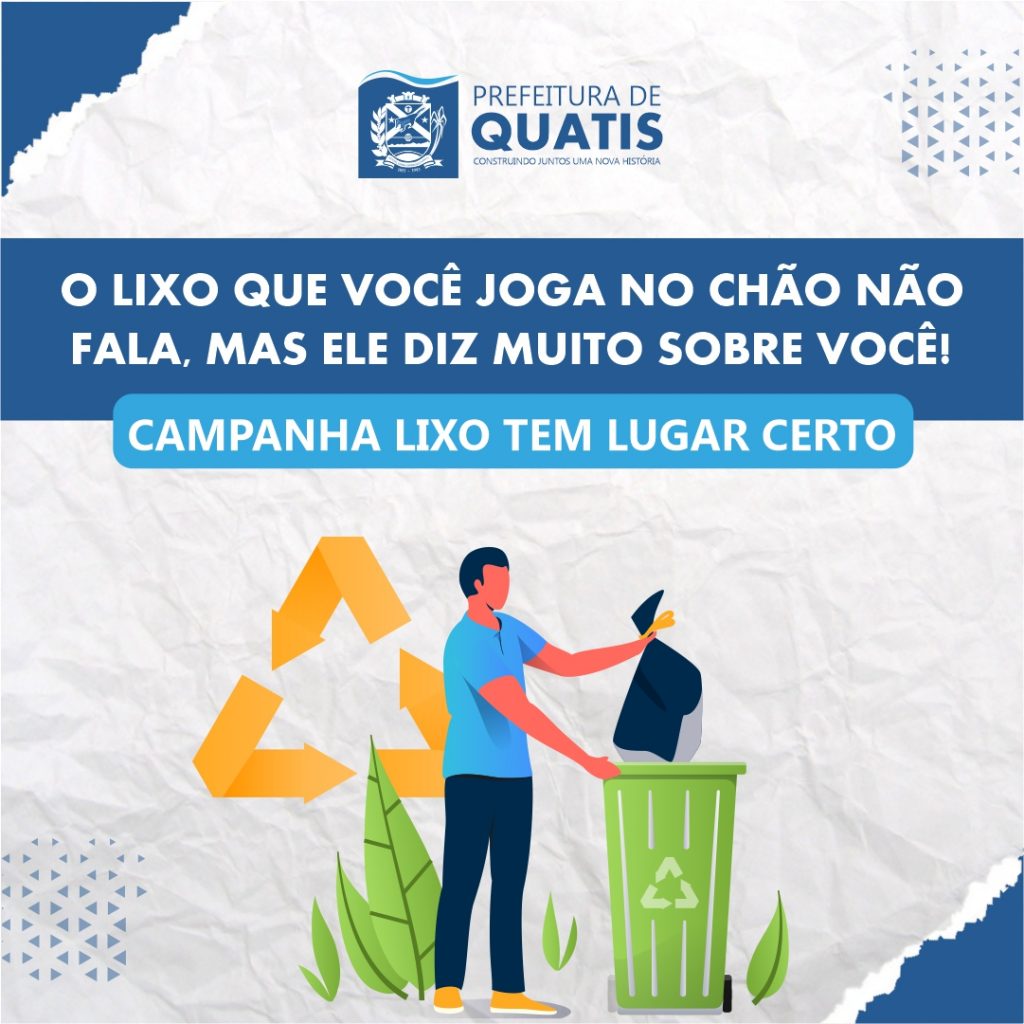 PREFEITURA DE
QUATIS
CONSTRUINDO JUNTOS UMA NOVA HISTÓRIA
O LIXO QUE VOCÊ JOGA NO CHÃO NÃO
FALA, MAS ELE DIZ MUITO SOBRE VOCÊ!
CAMPANHA LIXO TEM LUGAR CERTO